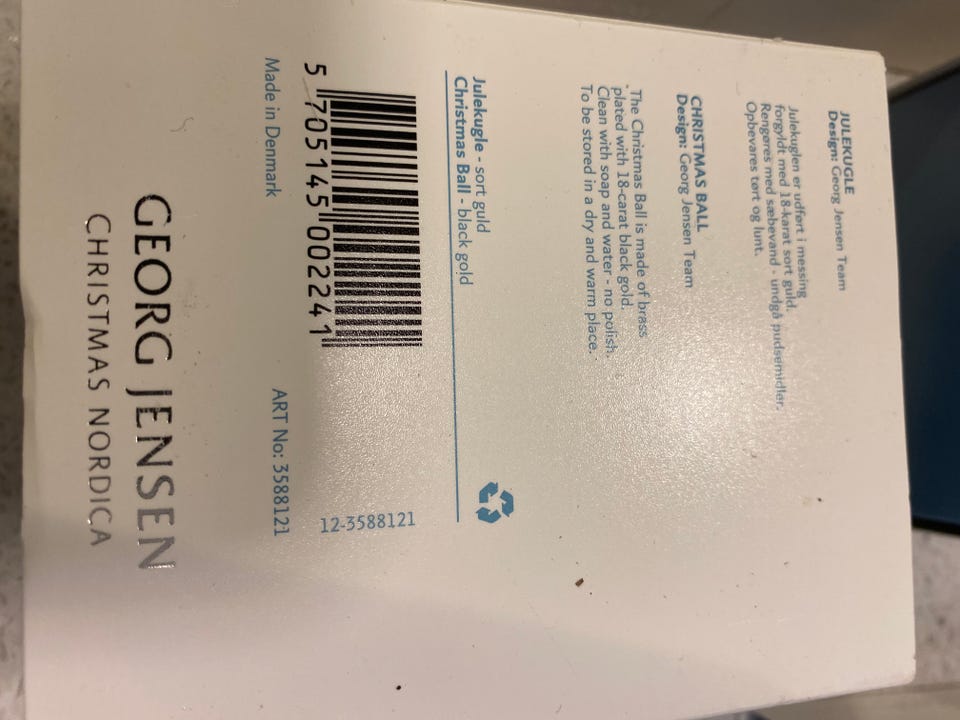 JULEKUGLE
Design: Georg Jensen Team
Julekuglen er udført i messing
forgyldt med 18-karat sort guld.
Rengøres med sæbevand - undgå pudsemidler.
Opbevares tørt og lunt.
CHRISTMAS BALL
Design: Georg Jensen Team
The Christmas Ball is made of brass
plated with 18-carat black gold.
Clean with soap and water - no polish.
To be stored in a dry and warm place.
Julekugle - sort guld
Christmas Ball - black gold
12-3588121
5 705145 002241
Made in Denmark
ART No: 3588121
GEORG JENSEN
CHRISTMAS NORDICA